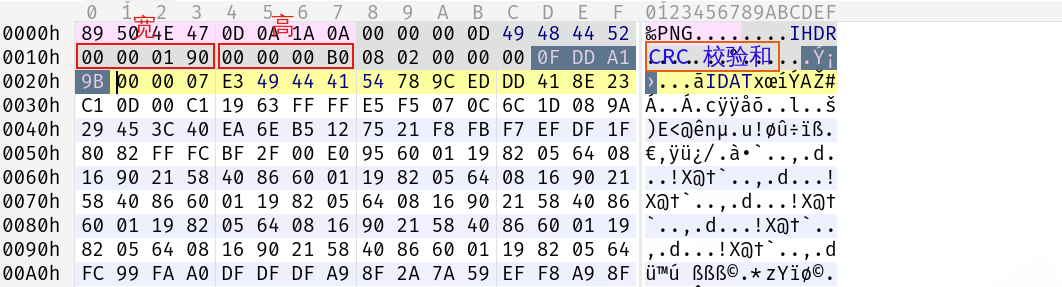 0 1 2 3 4 5 6 7 8 9 A B C D E F 0123456789ABCDEF
宽 高
0000h 89 50 4E 47 0D 0A 1A 0A 00 00 00 0D 49 48 44 52 ‰PNG........IHDR
0010h 00 00 01 90 00 00 00 B0 08 02 00 00 00 0F DD A1 CRC 校验和 .Ý¡
0020h 9B 00 00 07 E3 49 44 41 54 78 9C ED DD 41 8E 23 ›...ãIDATxœíÝAŽ#
0030h C1 0D 00 C1 19 63 FF FF E5 F5 07 0C 6C 1D 08 9A Á..Á.cÿÿåõ..l..š
0040h 29 45 3C 40 EA 6E B5 12 75 21 F8 FB F7 EF DF 1F )E<@ênµ.u!øû÷ïß.
0050h 80 82 FF FC BF 2F 00 E0 95 60 01 19 82 05 64 08 €‚ÿü¿/.à•`..‚.d.
0060h 16 90 21 58 40 86 60 01 19 82 05 64 08 16 90 21 ..!X@†`..‚.d...!
0070h 58 40 86 60 01 19 82 05 64 08 16 90 21 58 40 86 X@†`..‚.d...!X@†
0080h 60 01 19 82 05 64 08 16 90 21 58 40 86 60 01 19 `..‚.d...!X@†`..
0090h 82 05 64 08 16 90 21 58 40 86 60 01 19 82 05 64 ‚.d...!X@†`..‚.d
00A0h FC 99 FA A0 DF DF DF A9 8F 2A 7A 59 EF F8 A9 8F ü™ú ßßß©.*zYïø©.